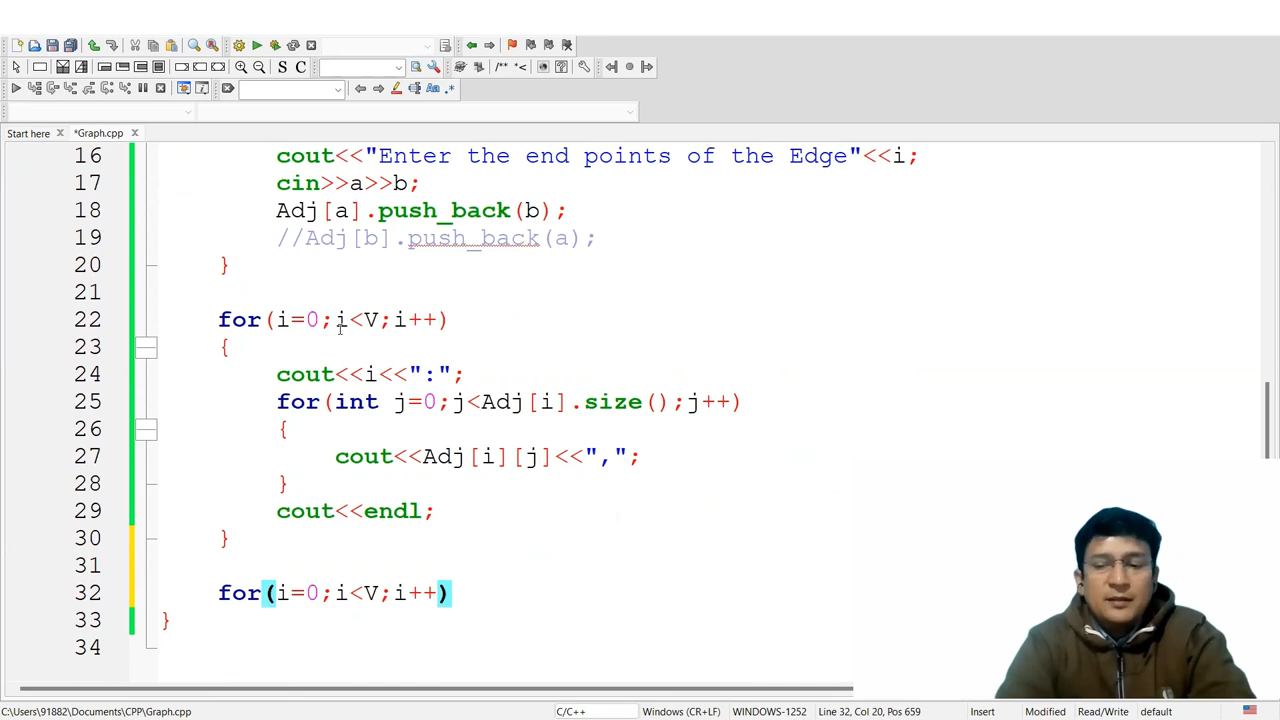 Start here
*Graph.cpp
16 cout<<"Enter the end points of the Edge"<<i;
17 cin>>a>>b;
18 Adj[a].push_back(b);
19 //Adj[b].push_back(a);
20 }
21
22 for(i=0;i<V;i++)
23 {
24 cout<<i<<":";
25 for(int j=0;j<Adj[i].size();j++)
26 {
27 cout<<Adj[i][j]<<",";
28 }
29 cout<<endl;
30 }
31
32 for(i=0;i<V;i++)
33 }
34
C:\Users\91882\Documents\CPP\Graph.cpp C/C++ Windows (CR+LF) WINDOWS-1252 Line 32, Col 20, Pos 659 Insert Modified Read/Write default